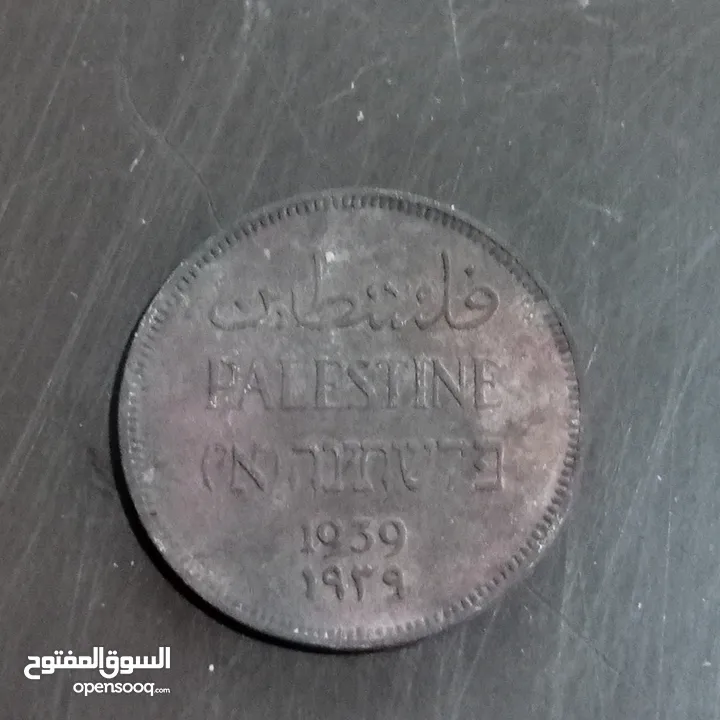 فلسطين
PALESTINE
פלשתינה (א״י)
1939
١٩٣٩
السوق المفتوح
opensooq.com